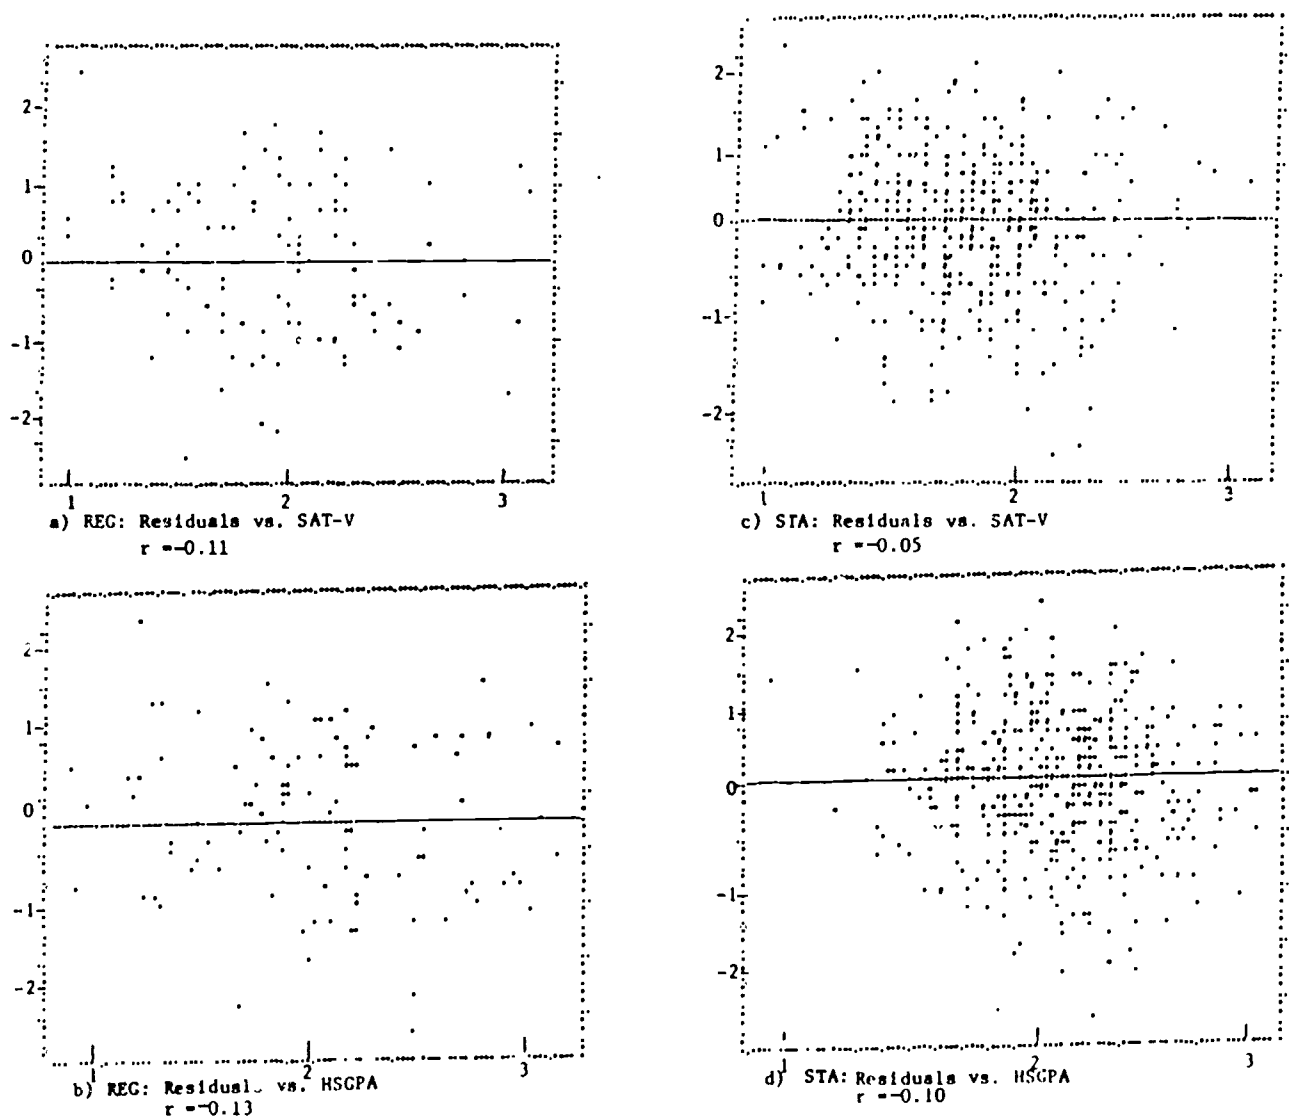 2
1
0
-1
-2
1 2 3
a) REG: Residuals vs. SAT-V
r =-0.11
2
1
0
-1
-2
1 2 3
c) STA: Residuals vs. SAT-V
r =-0.05
2
1
0
-1
-2
1 2 3
b) REG: Residual vs. HSGPA
r =-0.13
2
1
0
-1
-2
1 2 3
d) STA: Residuals vs. HSGPA
r =-0.10